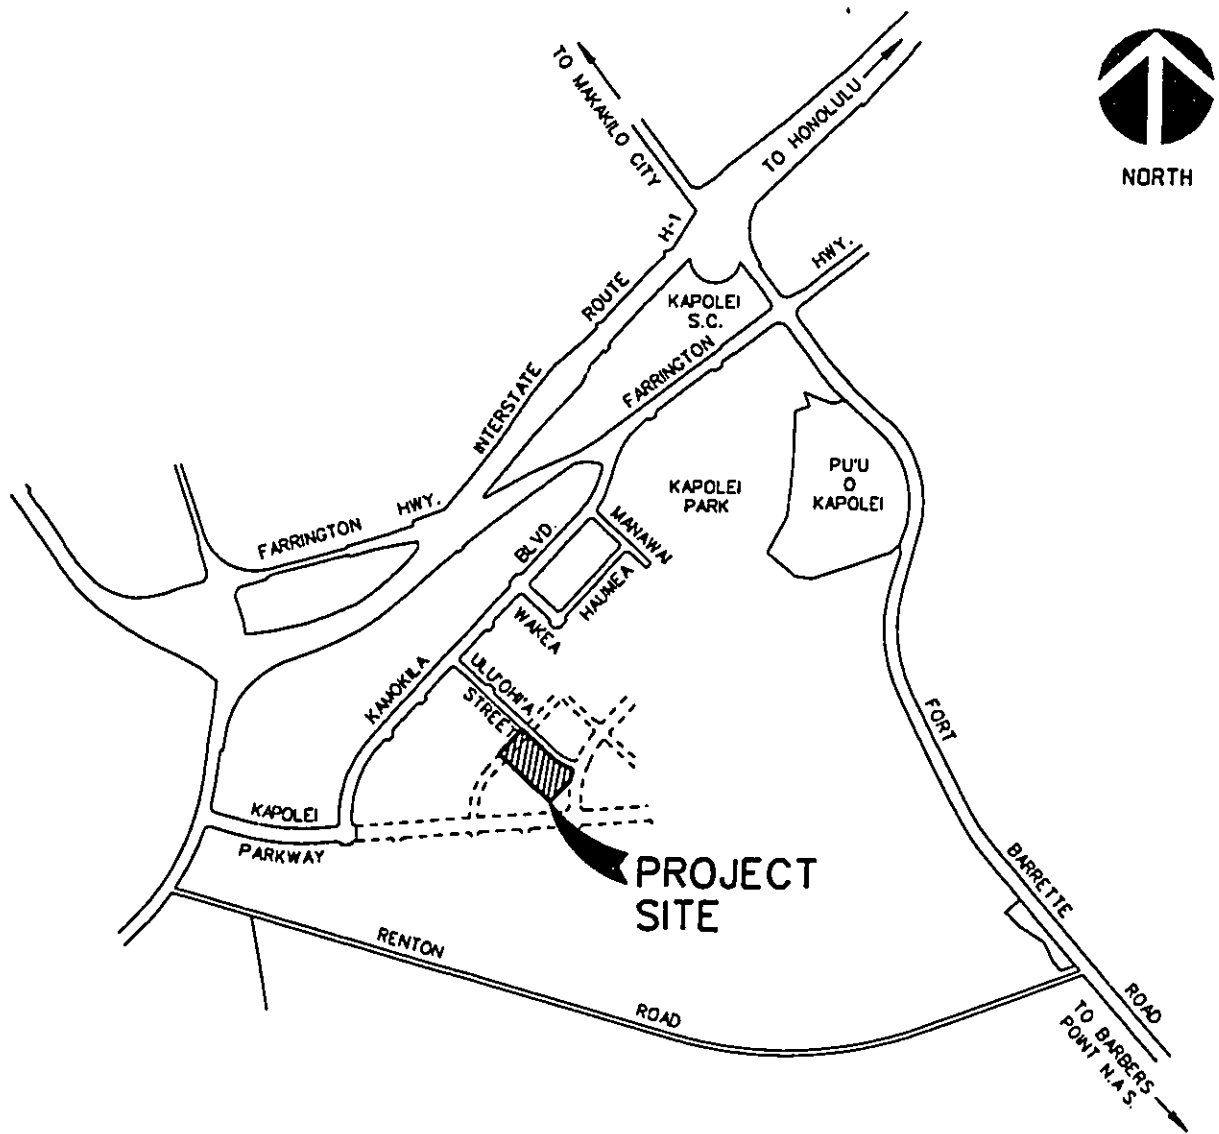 TO MAKAKILO CITY
TO HONOLULU
NORTH
INTERSTATE ROUTE H-1
HWY.
KAPOLEI
S.C.
FARRINGTON
PU'U
O
KAPOLEI
KAPOLEI
PARK
FARRINGTON HWY.
MANAWAI
BLVD.
HAUMEA
WAKEA
KAMOKILA
ULU'OHI'A
STREET
FORT
KAPOLEI
PARKWAY
PROJECT
SITE
BARRETTE
RENTON
ROAD
ROAD
TO BARBERS
POINT N.A.S.